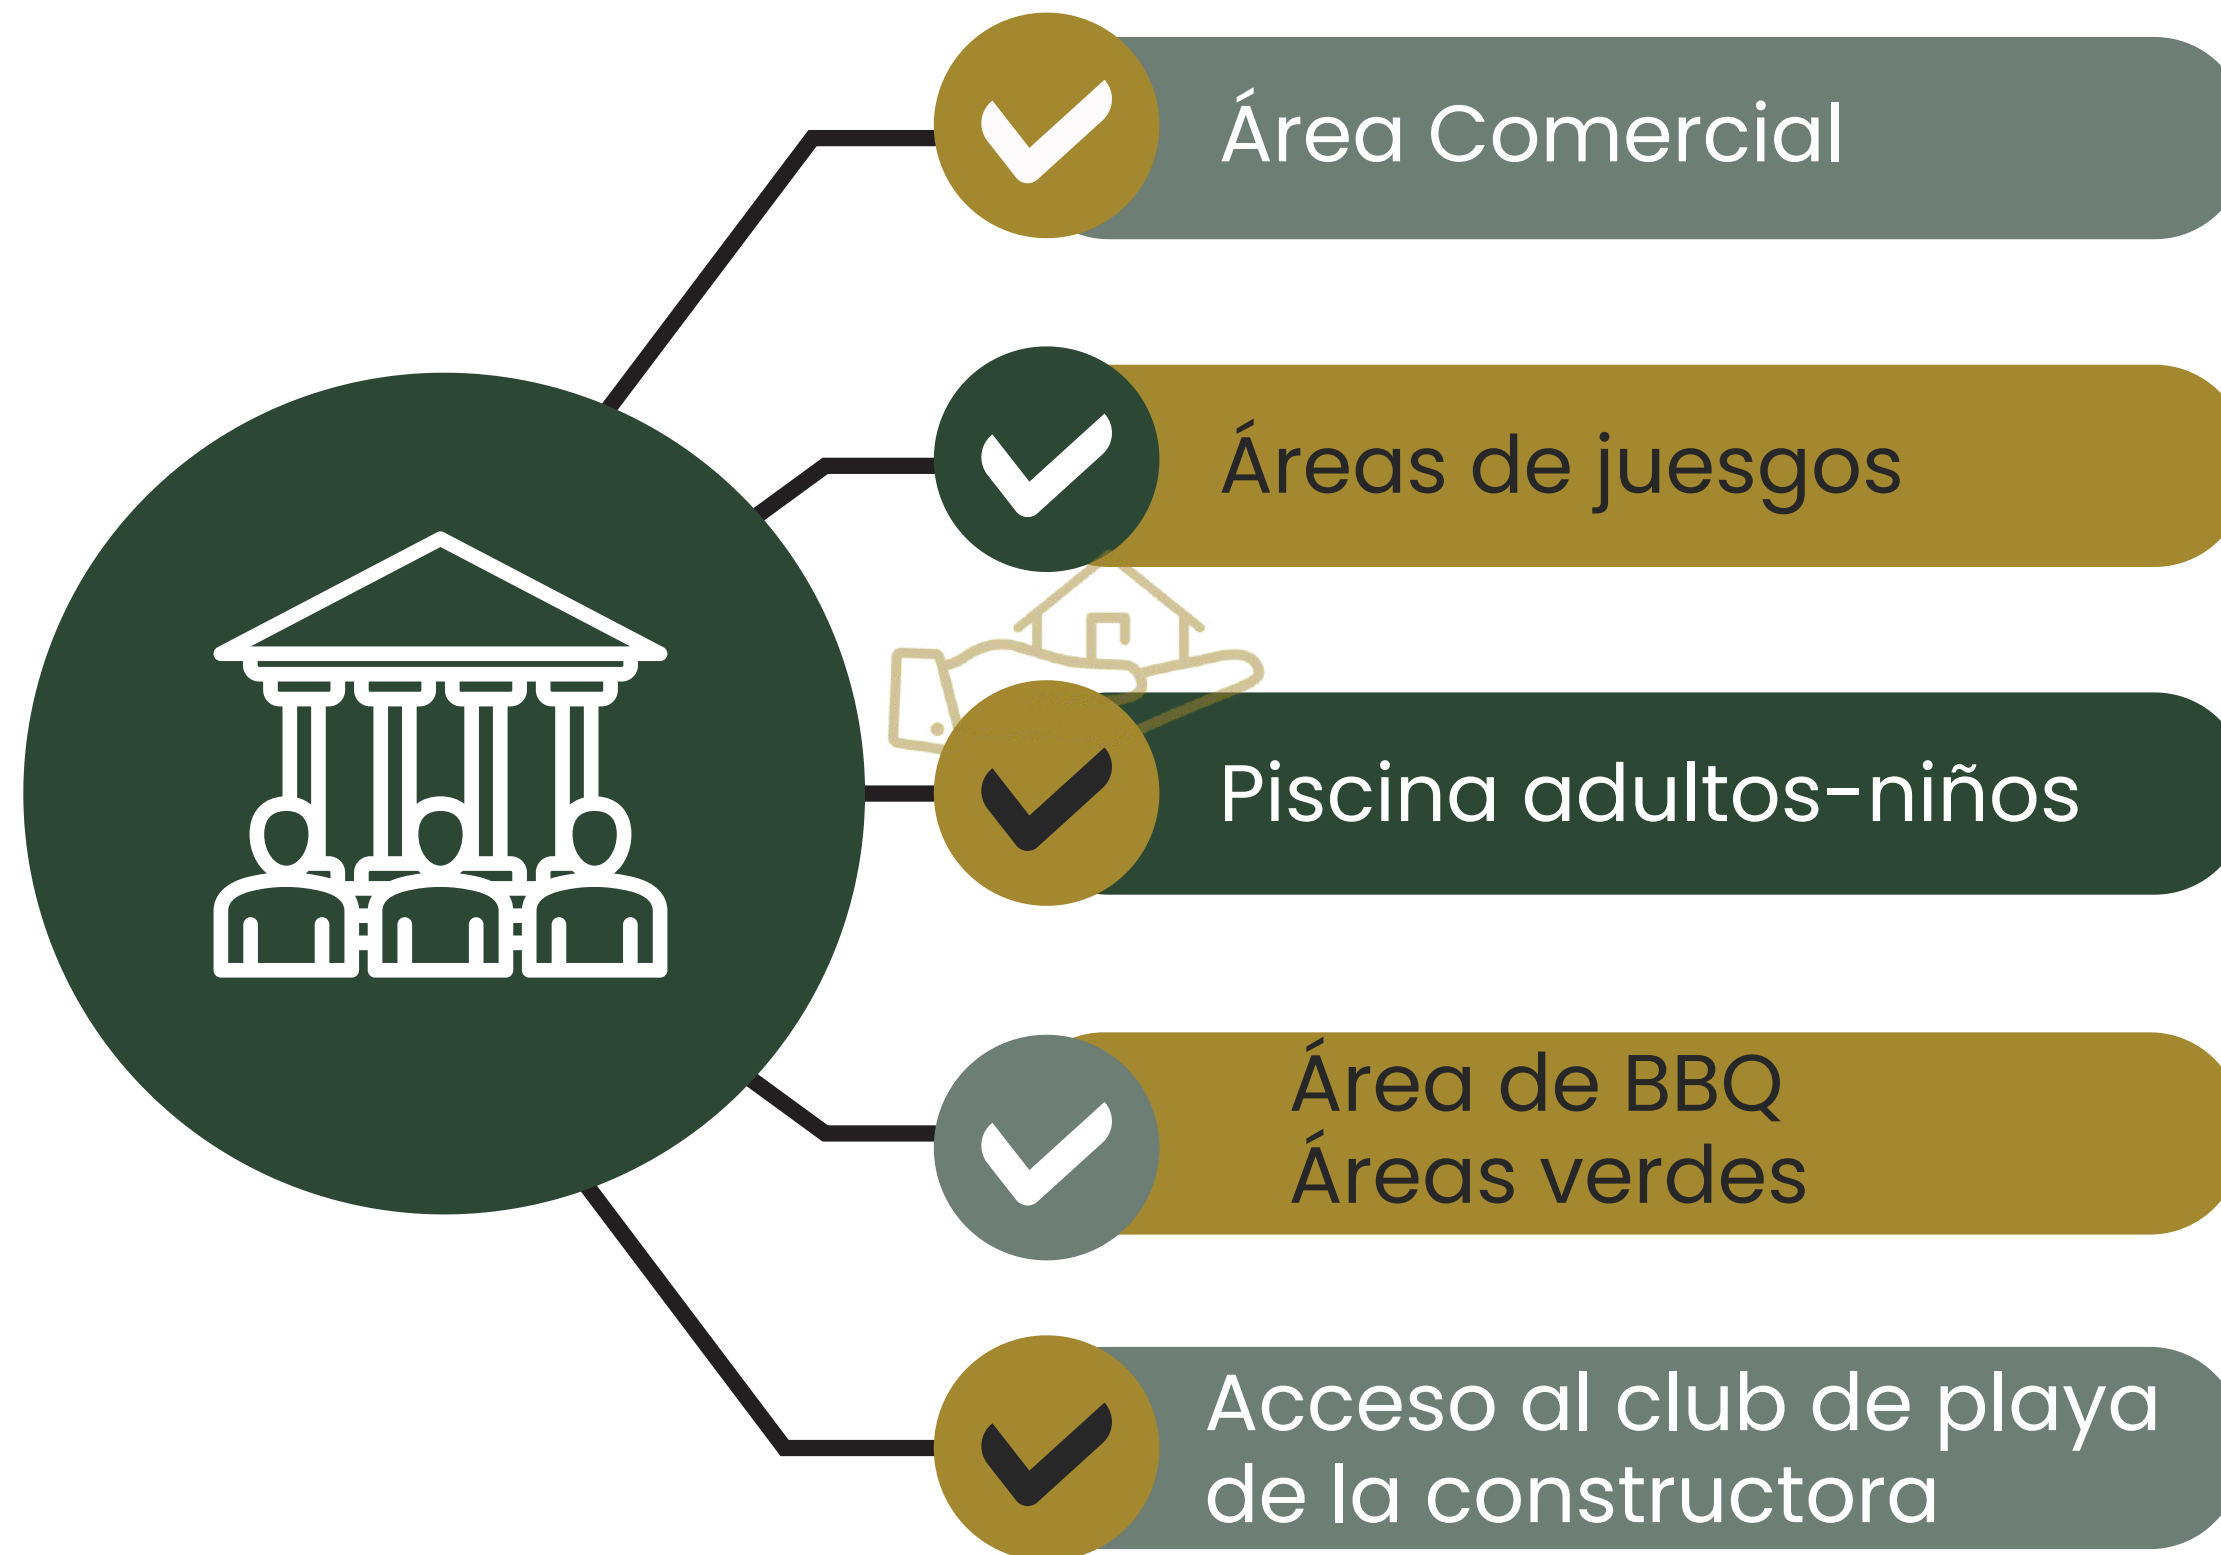 Área Comercial
Áreas de juesgos
Piscina adultos-niños
Área de BBQ
Áreas verdes
Acceso al club de playa
de la constructora